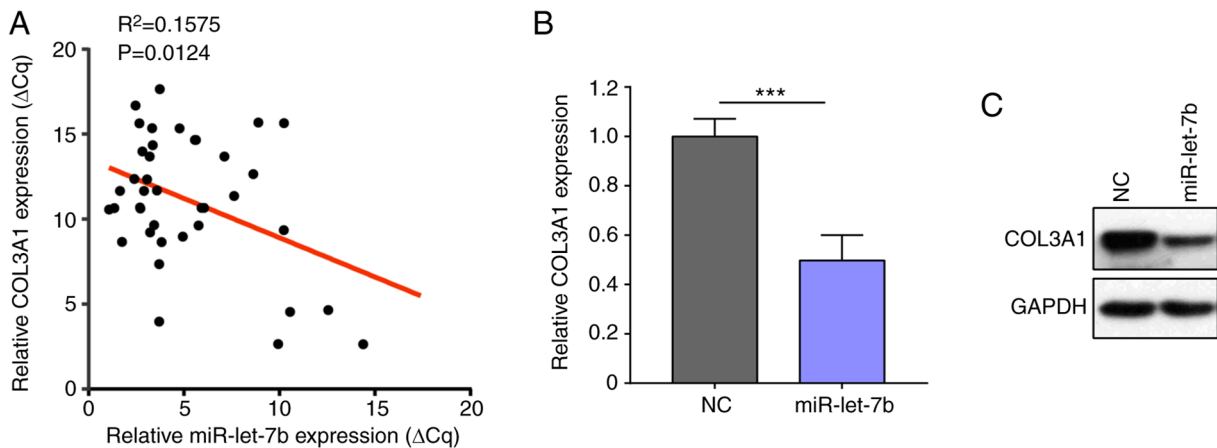 A
R²=0.1575
P=0.0124
Relative COL3A1 expression (ΔCq)
20
15
10
5
0
0 5 10 15 20
Relative miR-let-7b expression (ΔCq)
B
Relative COL3A1 expression
1.2
1.0
0.8
0.6
0.4
0.2
0
***
NC miR-let-7b
C
NC miR-let-7b
COL3A1
GAPDH